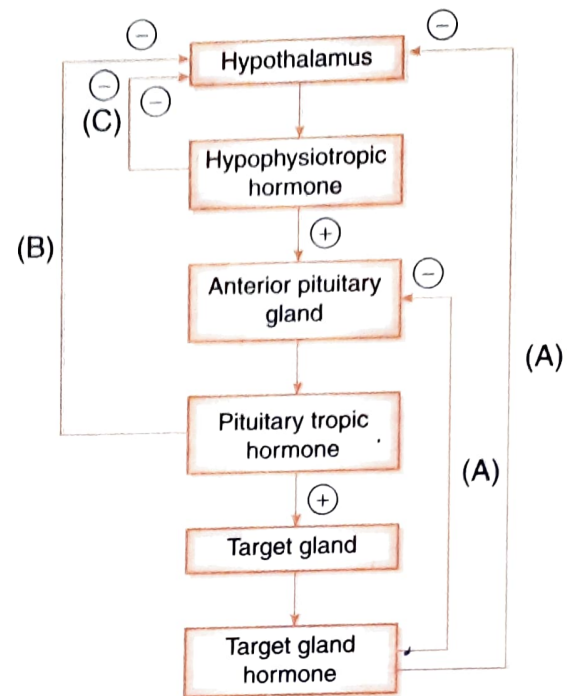 Hypothalamus
(C)
Hypophysiotropic
hormone
+
(B)
Anterior pituitary
gland
(A)
Pituitary tropic
hormone
(A)
+
Target gland
Target gland
hormone